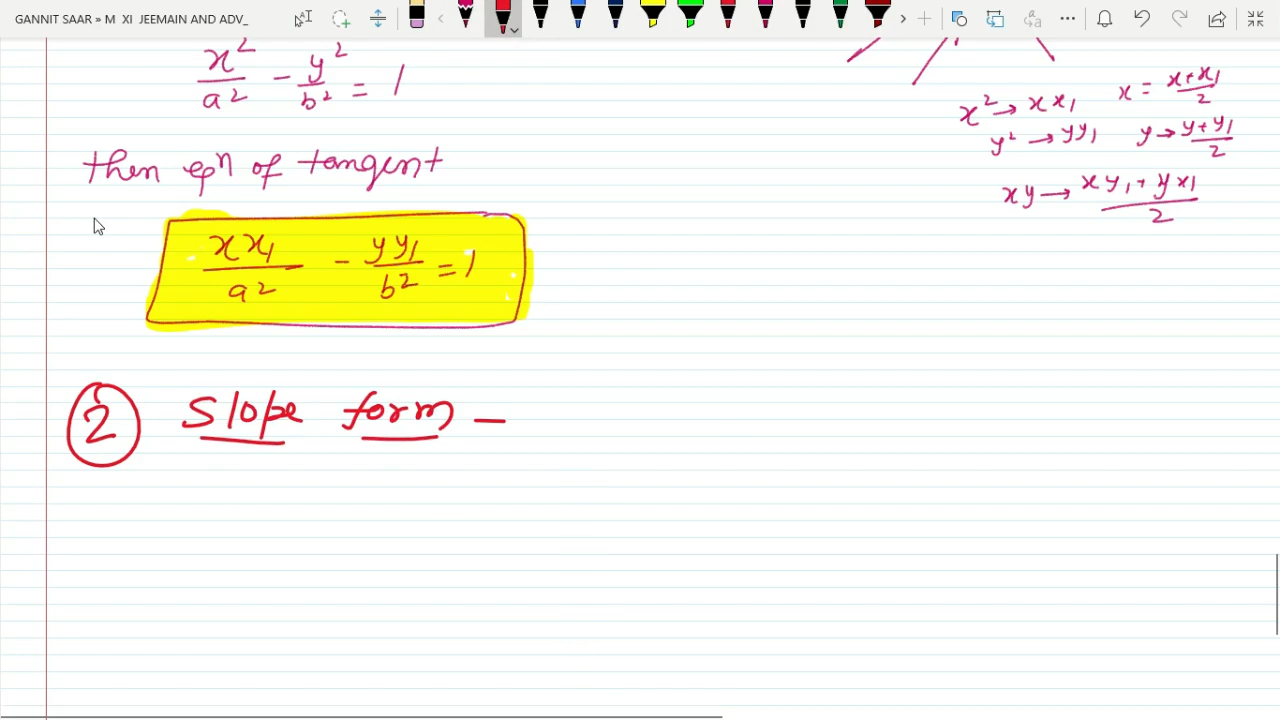 GANNIT SAAR » M XI JEEMAIN AND ADV_
x²/a² - y²/b² = 1
then eqⁿ of tangent
xx₁/a² - yy₁/b² = 1
② Slope form -
x² → xx₁ x = x+x₁/2
y² → yy₁ y → y+y₁/2
xy → xy₁ + yx₁/2